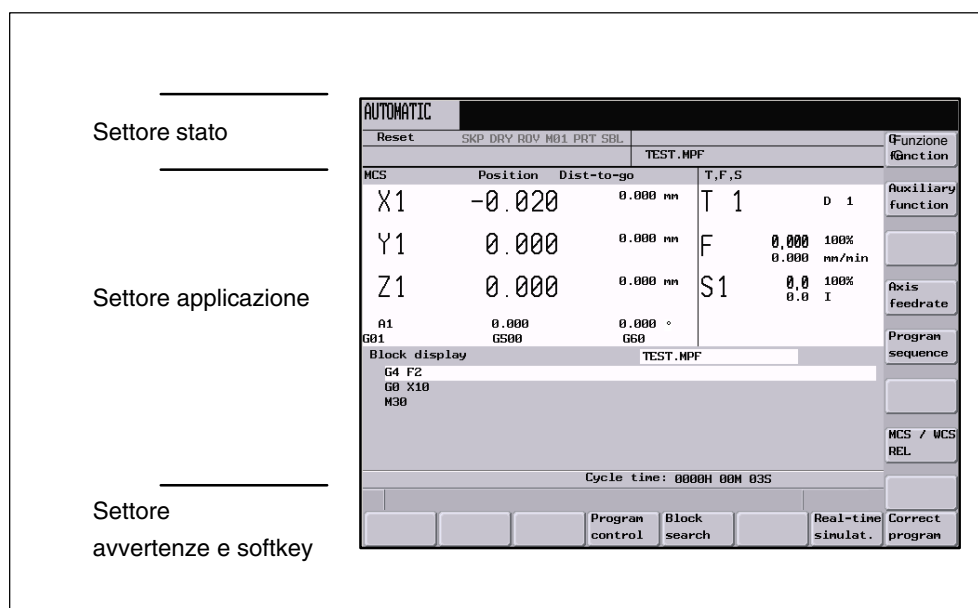 Settore stato
Settore applicazione
Settore
avvertenze e softkey
AUTOMATIC
Reset SKP DRY ROV M01 PRT SBL
TEST.MPF
MCS Position Dist-to-go T,F,S
X1 -0.020 0.000 mm T 1 D 1
Y1 0.000 0.000 mm F 0.000 100%
0.000 mm/min
Z1 0.000 0.000 mm S1 0.0 100%
0.0 I
A1 0.000 0.000 °
G01 G500 G60
Block display TEST.MPF
G4 F2
G0 X10
M30
Cycle time: 0000H 00M 03S
Funzione
function
Auxiliary
function
Axis
feedrate
Program
sequence
MCS / WCS
REL
Program
control
Block
search
Real-time
simulat.
Correct
program